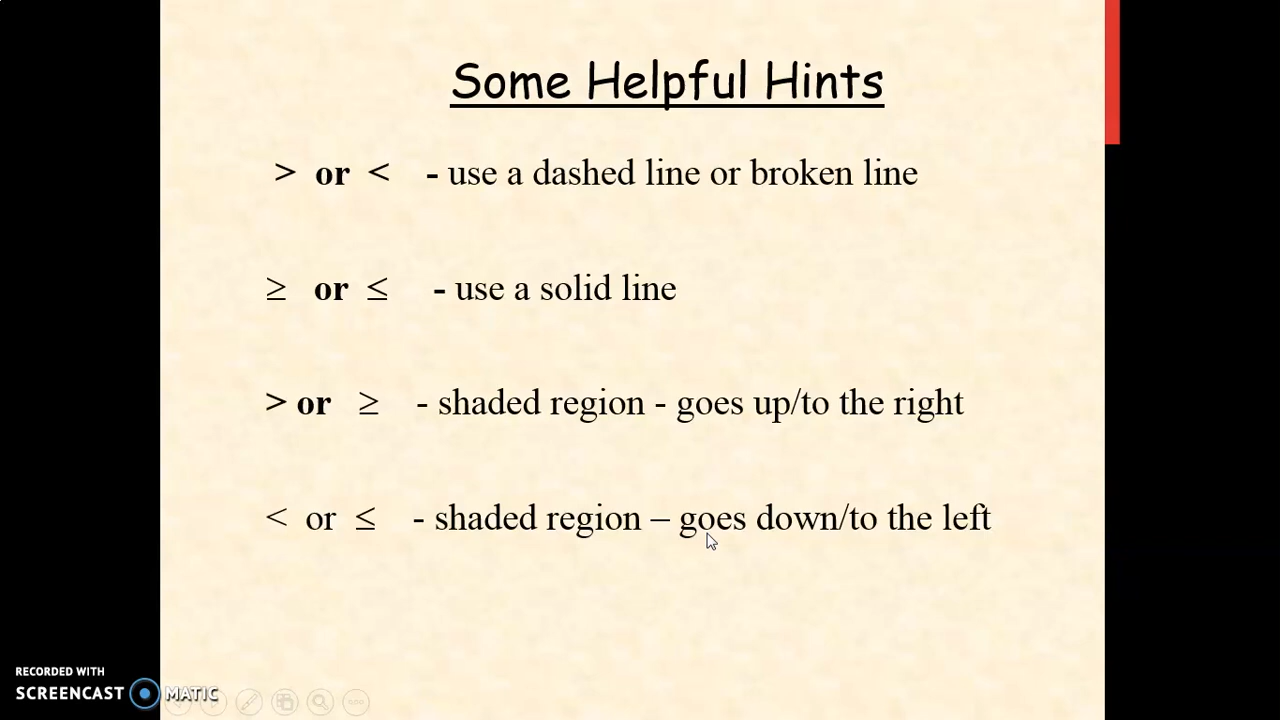 Some Helpful Hints
> or < - use a dashed line or broken line
≥ or ≤ - use a solid line
> or ≥ - shaded region - goes up/to the right
< or ≤ - shaded region – goes down/to the left
RECORDED WITH
SCREENCAST MATIC